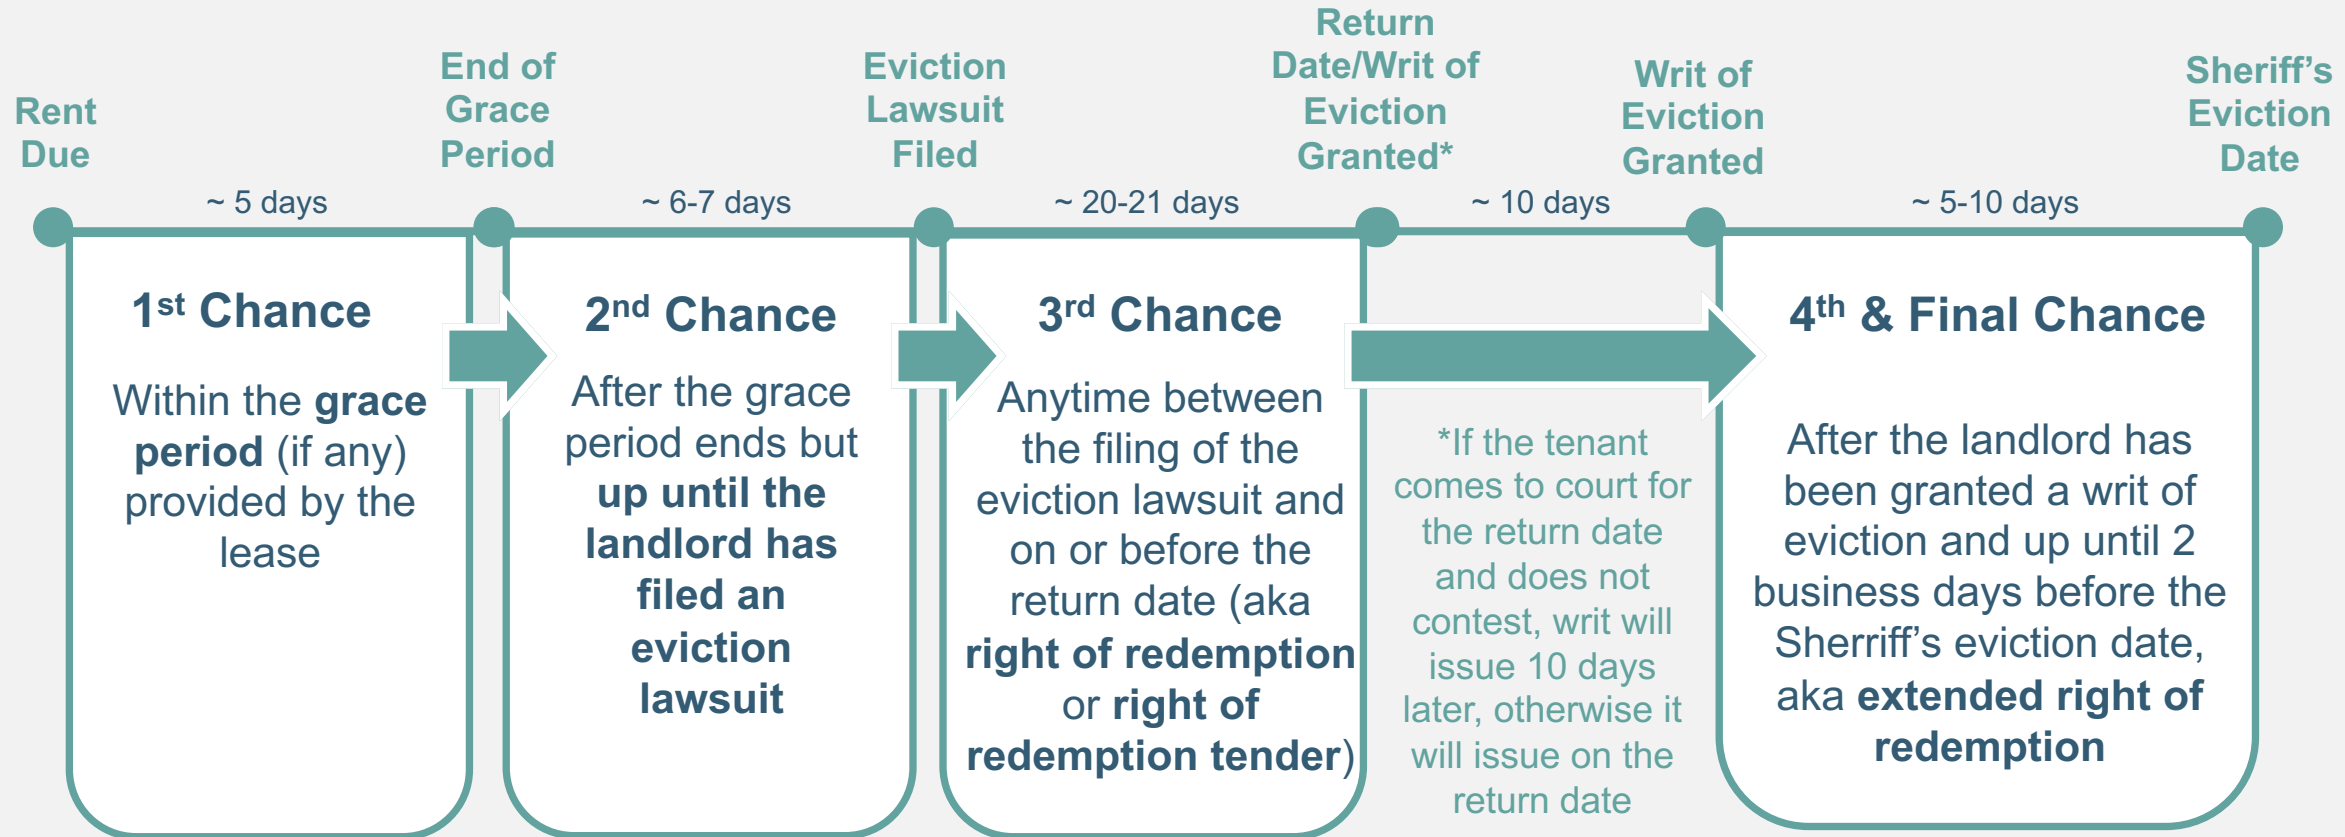 Rent
Due
End of
Grace
Period
Eviction
Lawsuit
Filed
Return
Date/Writ of
Eviction
Granted*
Writ of
Eviction
Granted
Sheriff’s
Eviction
Date
~ 5 days
~ 6-7 days
~ 20-21 days
~ 10 days
~ 5-10 days
1st Chance
Within the grace
period (if any)
provided by the
lease
2nd Chance
After the grace
period ends but
up until the
landlord has
filed an
eviction
lawsuit
3rd Chance
Anytime between
the filing of the
eviction lawsuit and
on or before the
return date (aka
right of redemption
or right of
redemption tender)
*If the tenant
comes to court for
the return date
and does not
contest, writ will
issue 10 days
later, otherwise it
will issue on the
return date
4th & Final Chance
After the landlord has
been granted a writ of
eviction and up until 2
business days before the
Sherriff’s eviction date,
aka extended right of
redemption